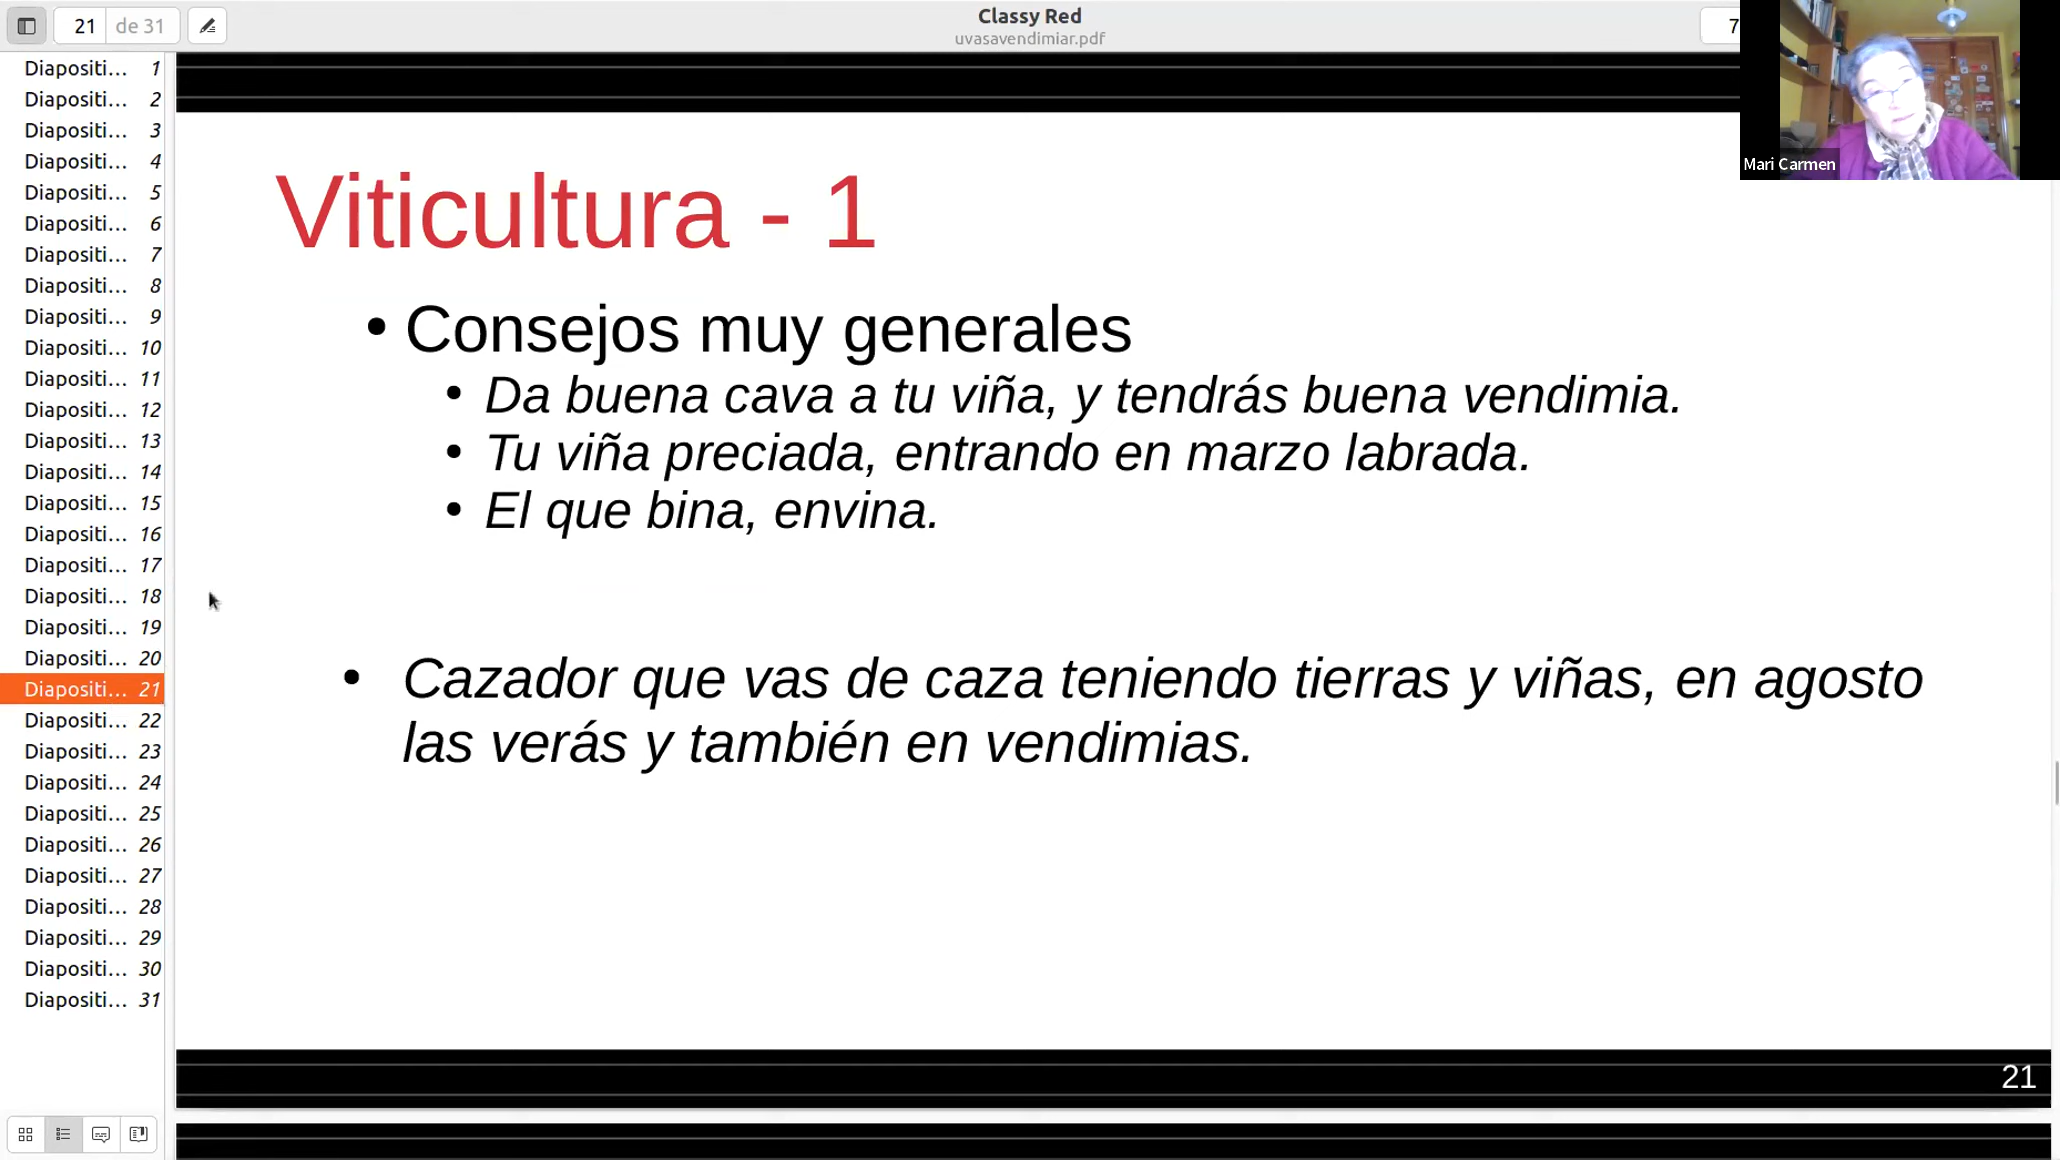 21 de 31
Classy Red
uvasavendimiar.pdf
7
Mari Carmen
Diapositi... 1
Diapositi... 2
Diapositi... 3
Diapositi... 4
Diapositi... 5
Diapositi... 6
Diapositi... 7
Diapositi... 8
Diapositi... 9
Diapositi... 10
Diapositi... 11
Diapositi... 12
Diapositi... 13
Diapositi... 14
Diapositi... 15
Diapositi... 16
Diapositi... 17
Diapositi... 18
Diapositi... 19
Diapositi... 20
Diapositi... 21
Diapositi... 22
Diapositi... 23
Diapositi... 24
Diapositi... 25
Diapositi... 26
Diapositi... 27
Diapositi... 28
Diapositi... 29
Diapositi... 30
Diapositi... 31
Viticultura - 1
• Consejos muy generales
• Da buena cava a tu viña, y tendrás buena vendimia.
• Tu viña preciada, entrando en marzo labrada.
• El que bina, envina.
• Cazador que vas de caza teniendo tierras y viñas, en agosto
las verás y también en vendimias.
21